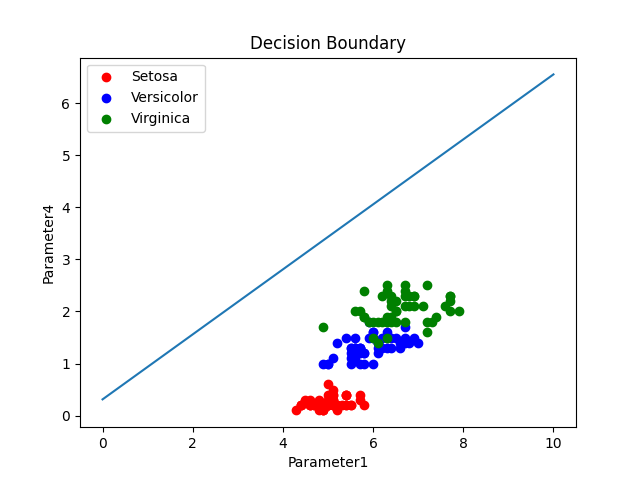 Decision Boundary
Setosa
Versicolor
Virginica
Parameter4
6
5
4
3
2
1
0
0 2 4 6 8 10
Parameter1